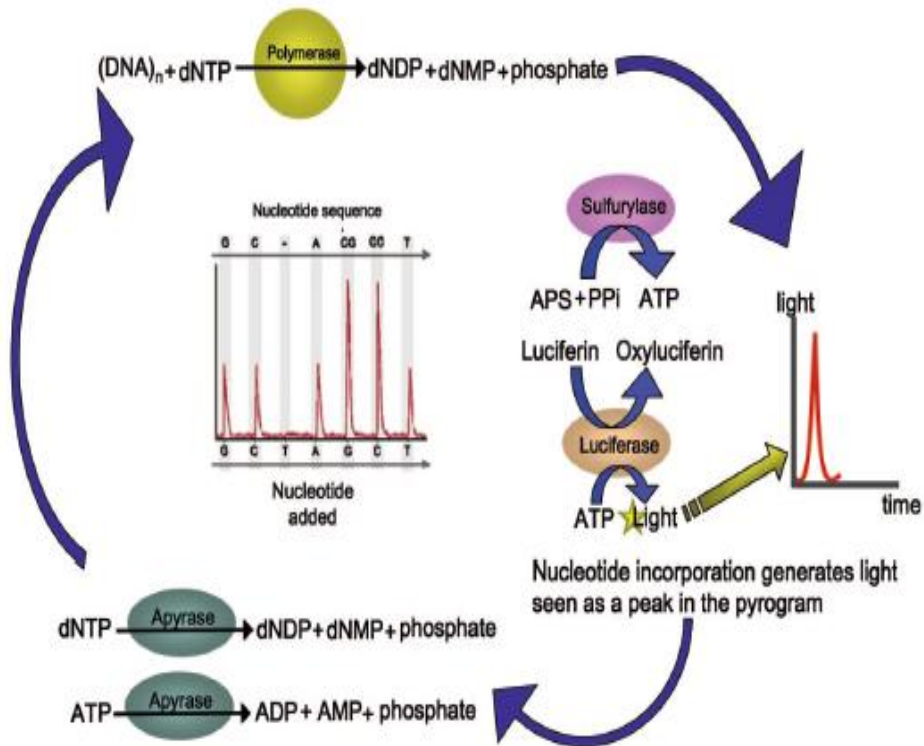 Polymerase
(DNA)n+dNTP dNDP+dNMP+phosphate
Nucleotide sequence
G C - A CG CC T
G C T A G C T
Nucleotide
added
Sulfurylase
APS+PPi ATP
Luciferin Oxyluciferin
Luciferase
ATP Light
light
time
Nucleotide incorporation generates light
seen as a peak in the pyrogram
Apyrase
dNTP dNDP+dNMP+phosphate
Apyrase
ATP ADP+AMP+phosphate